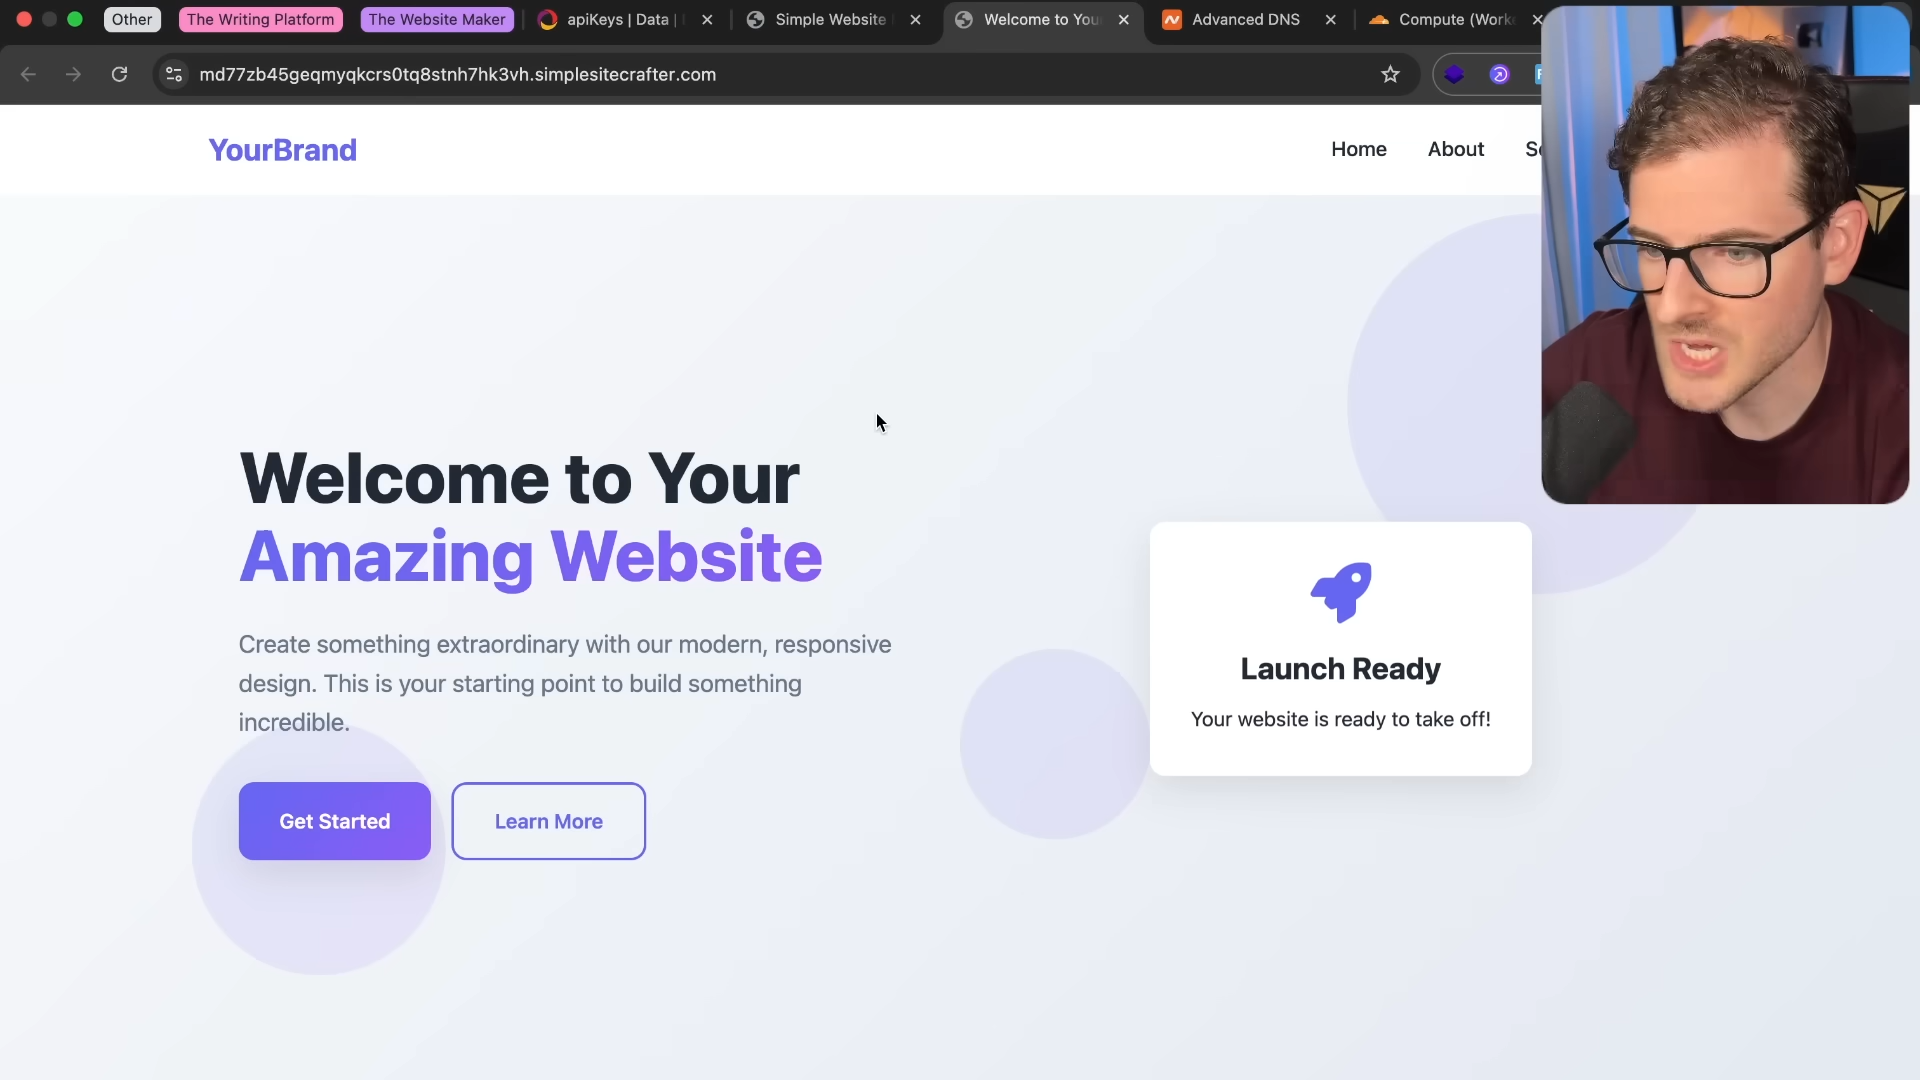 Other
The Writing Platform
The Website Maker
apiKeys | Data |
Simple Website
Welcome to You
Advanced DNS
Compute (Work
md77zb45geqmyqkcrs0tq8stnh7hk3vh.simplesitecrafter.com
YourBrand
Home
About
Welcome to Your
Amazing Website
Create something extraordinary with our modern, responsive
design. This is your starting point to build something
incredible.
Get Started
Learn More
Launch Ready
Your website is ready to take off!